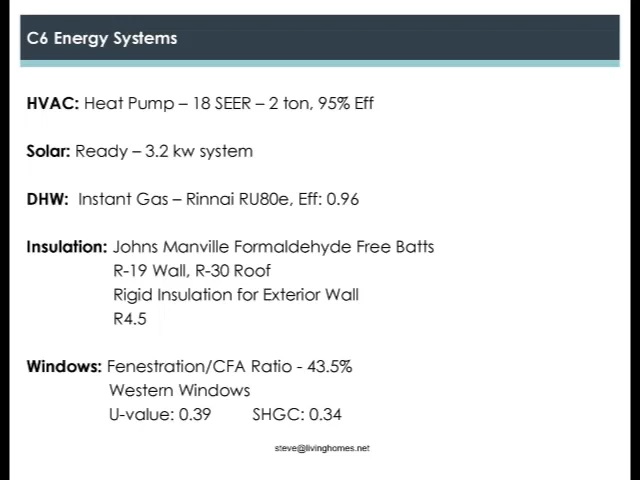 C6 Energy Systems
HVAC: Heat Pump – 18 SEER – 2 ton, 95% Eff
Solar: Ready – 3.2 kw system
DHW: Instant Gas – Rinnai RU80e, Eff: 0.96
Insulation: Johns Manville Formaldehyde Free Batts
R-19 Wall, R-30 Roof
Rigid Insulation for Exterior Wall
R4.5
Windows: Fenestration/CFA Ratio - 43.5%
Western Windows
U-value: 0.39 SHGC: 0.34
steve@livinghomes.net